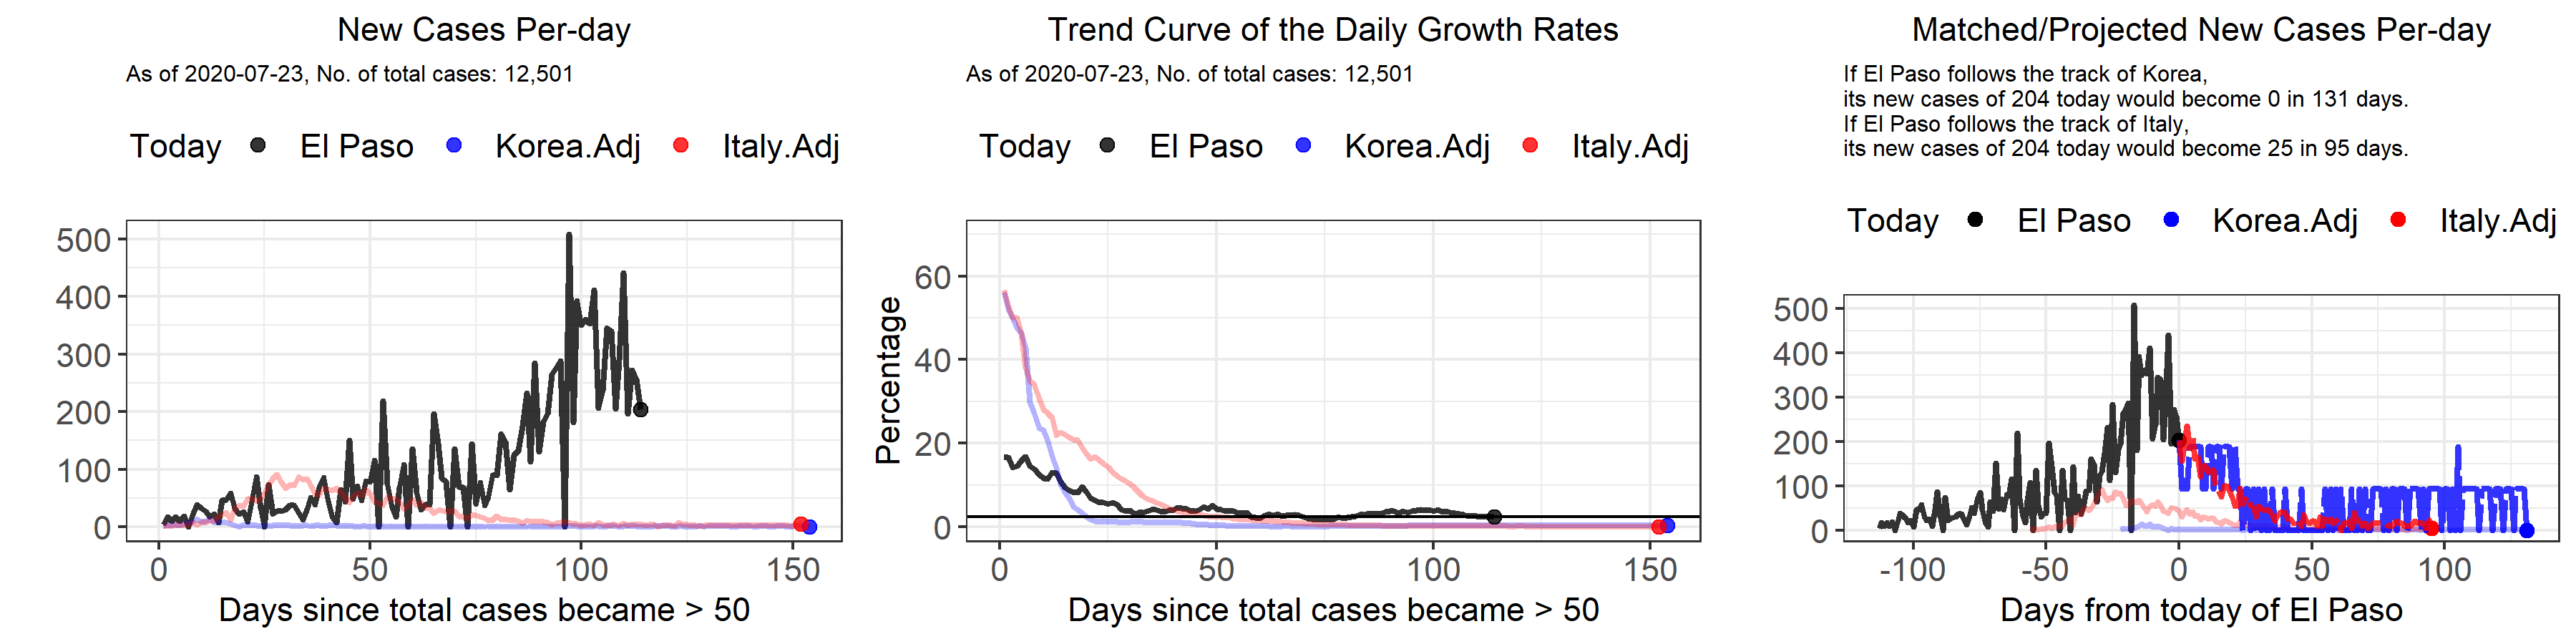 New Cases Per-day
As of 2020-07-23, No. of total cases: 12,501
Today El Paso Korea.Adj Italy.Adj
500
400
300
200
100
0
0 50 100 150
Days since total cases became > 50
Trend Curve of the Daily Growth Rates
As of 2020-07-23, No. of total cases: 12,501
Today El Paso Korea.Adj Italy.Adj
Percentage
60
40
20
0
0 50 100 150
Days since total cases became > 50
Matched/Projected New Cases Per-day
If El Paso follows the track of Korea,
its new cases of 204 today would become 0 in 131 days.
If El Paso follows the track of Italy,
its new cases of 204 today would become 25 in 95 days.
Today El Paso Korea.Adj Italy.Adj
500
400
300
200
100
0
-100 -50 0 50 100
Days from today of El Paso